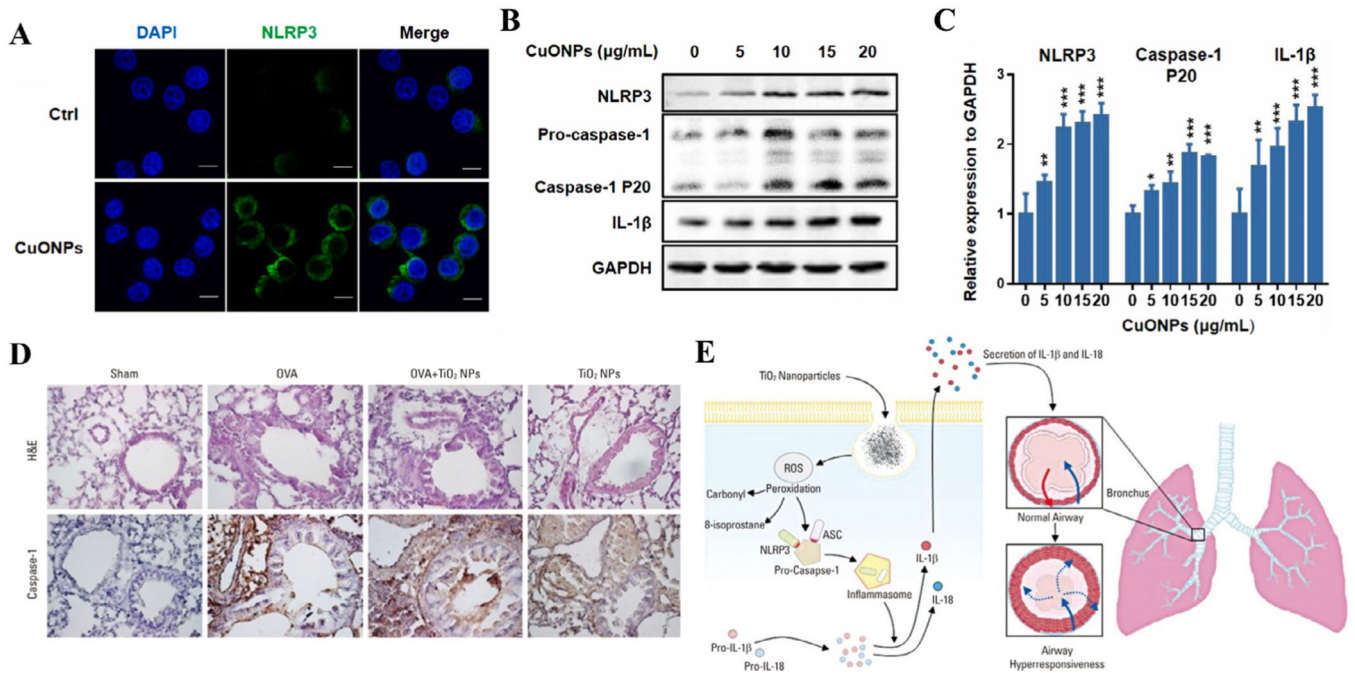 A
DAPI NLRP3 Merge
Ctrl
CuONPs
B
CuONPs (µg/mL) 0 5 10 15 20
NLRP3
Pro-caspase-1
Caspase-1 P20
IL-1β
GAPDH
C
NLRP3 Caspase-1 P20 IL-1β
Relative expression to GAPDH
3
2
1
0
** *** *** ***
* ** *** ***
** *** *** ***
0 5 10 15 20 0 5 10 15 20 0 5 10 15 20
CuONPs (µg/mL)
D
Sham OVA OVA+TiO₂ NPs TiO₂ NPs
H&E
Caspase-1
E
TiO₂ Nanoparticles
Secretion of IL-1β and IL-18
ROS
Peroxidation
Carbonyl
8-isoprostane
NLRP3
ASC
Pro-Casapse-1
Inflammasome
IL-1β
IL-18
Pro-IL-1β
Pro-IL-18
Bronchus
Normal Airway
Airway
Hyperresponsiveness